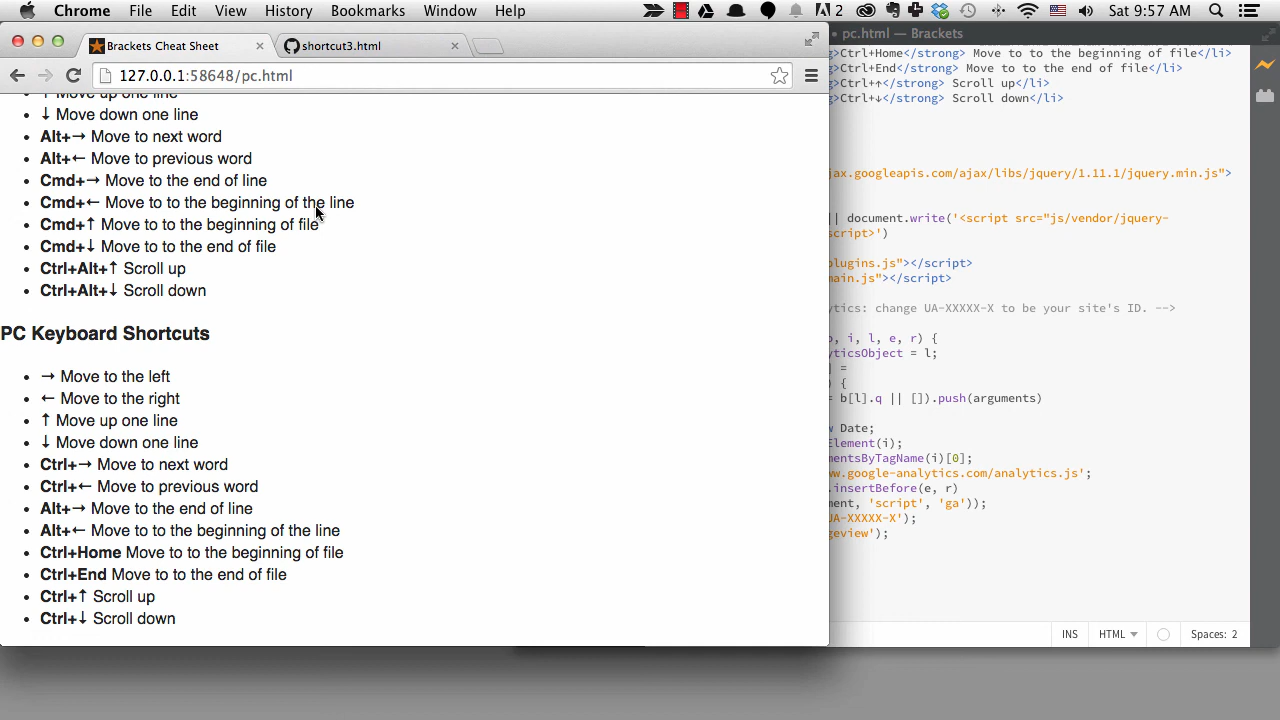 Chrome File Edit View History Bookmarks Window Help 2 Sat 9:57 AM
Brackets Cheat Sheet shortcut3.html
127.0.0.1:58648/pc.html
↑ Move up one line
↓ Move down one line
Alt+→ Move to next word
Alt+← Move to previous word
Cmd+→ Move to the end of line
Cmd+← Move to to the beginning of the line
Cmd+↑ Move to to the beginning of file
Cmd+↓ Move to to the end of file
Ctrl+Alt+↑ Scroll up
Ctrl+Alt+↓ Scroll down
PC Keyboard Shortcuts
→ Move to the left
← Move to the right
↑ Move up one line
↓ Move down one line
Ctrl+→ Move to next word
Ctrl+← Move to previous word
Alt+→ Move to the end of line
Alt+← Move to to the beginning of the line
Ctrl+Home Move to to the beginning of file
Ctrl+End Move to to the end of file
Ctrl+↑ Scroll up
Ctrl+↓ Scroll down
• pc.html — Brackets
g>Ctrl+Home</strong> Move to to the beginning of file</li>
g>Ctrl+End</strong> Move to to the end of file</li>
g>Ctrl+↑</strong> Scroll up</li>
g>Ctrl+↓</strong> Scroll down</li>
jax.googleapis.com/ajax/libs/jquery/1.11.1/jquery.min.js">
|| document.write('<script src="js/vendor/jquery-
script>')
plugins.js"></script>
main.js"></script>
ytics: change UA-XXXXX-X to be your site's ID. -->
o, i, l, e, r) {
yticsObject = l;
] =
) {
= b[l].q || []).push(arguments)
w Date;
Element(i);
mentsByTagName(i)[0];
ww.google-analytics.com/analytics.js';
.insertBefore(e, r)
ment, 'script', 'ga'));
UA-XXXXX-X');
geview');
INS HTML Spaces: 2